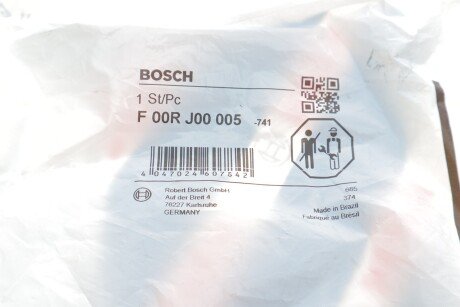 BOSCH
1 St/Pc
F 00R J00 005 -741
4 047024 607842
Robert Bosch GmbH
Auf der Breit 4
76227 Karlsruhe
GERMANY
685
374
Made in Brazil
Fabriqué au Brésil